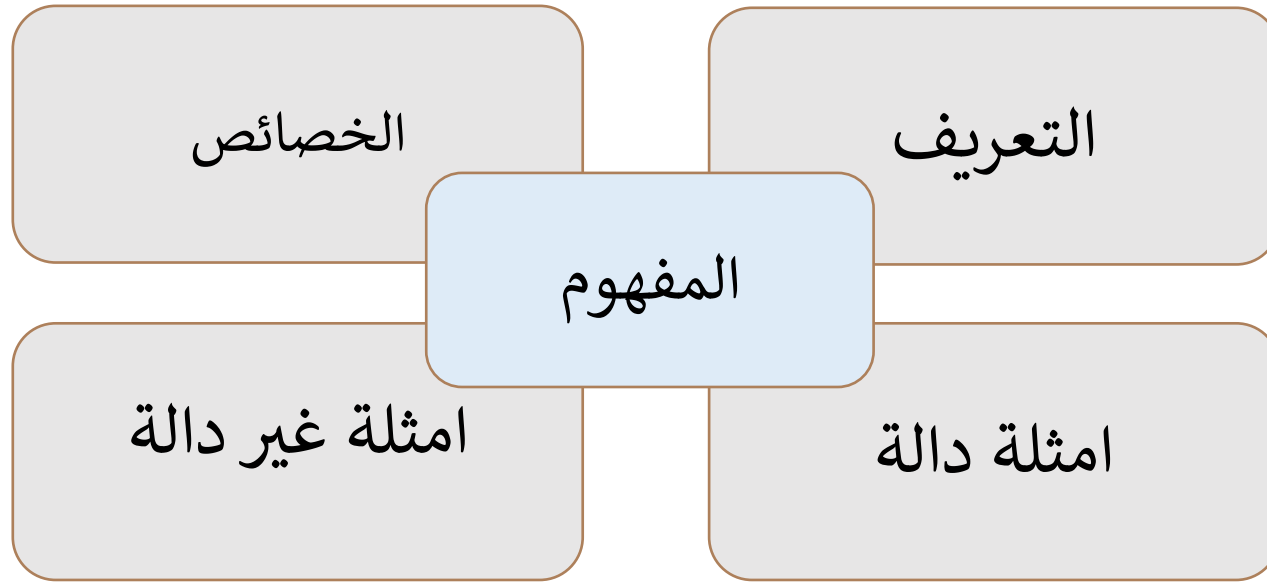 التعريف
الخصائص
المفهوم
امثلة دالة
امثلة غير دالة